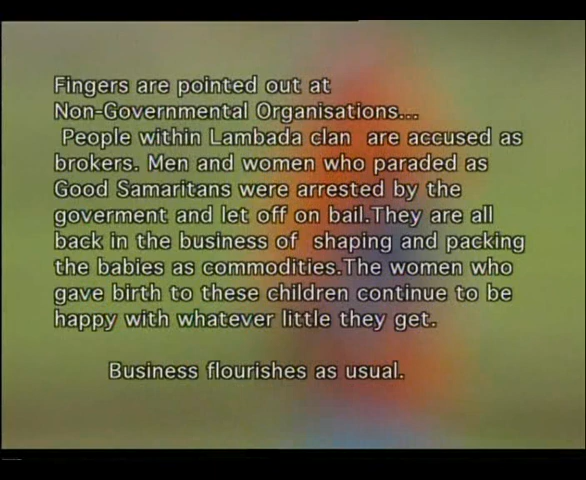 Fingers are pointed out at
Non-Governmental Organisations...
People within Lambada clan are accused as
brokers. Men and women who paraded as
Good Samaritans were arrested by the
goverment and let off on bail.They are all
back in the business of shaping and packing
the babies as commodities.The women who
gave birth to these children continue to be
happy with whatever little they get.
Business flourishes as usual.